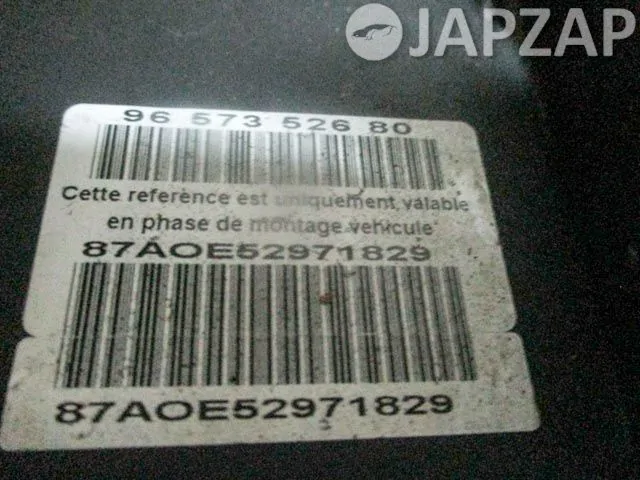 JAPZAP
96 573 526 80
Cette reference est uniquement valable
en phase de montage vehicule
87AOE52971829
87AOE52971829